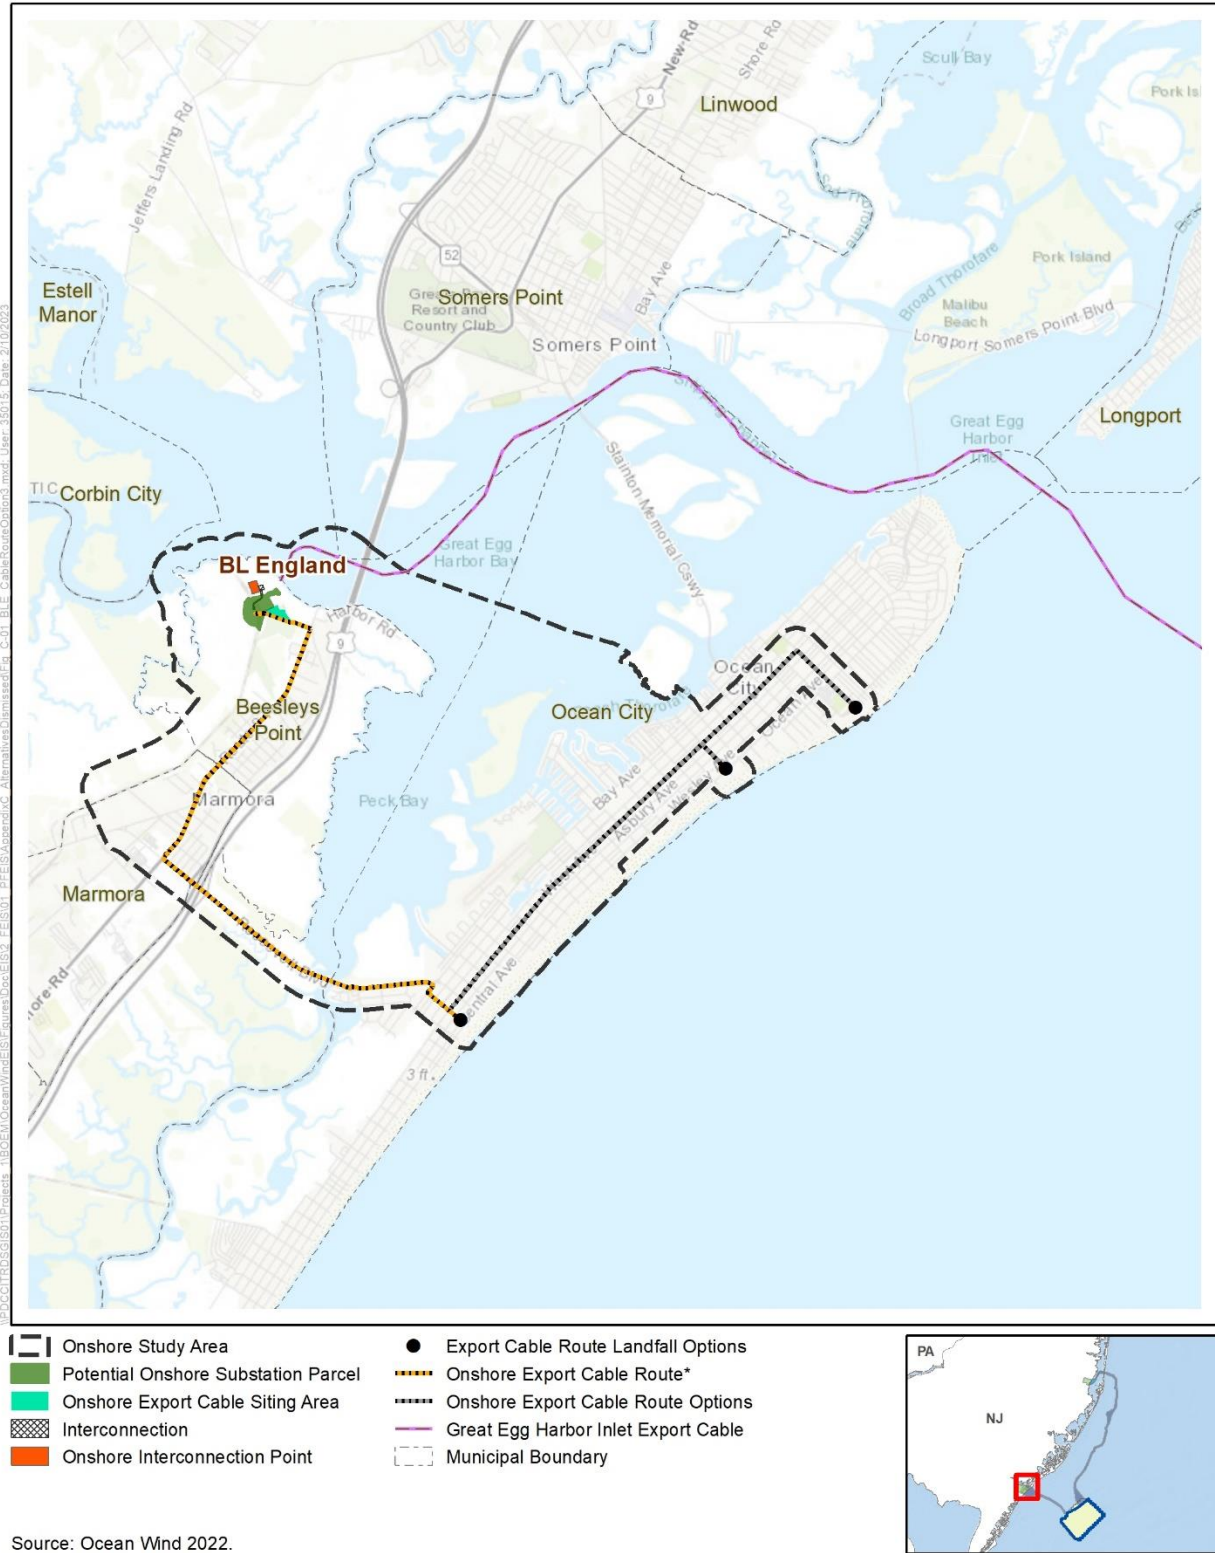 New Rd
Shore Rd
9
Linwood
Scull Bay
Jeffers Landing Rd
52
Estell
Manor
Resort and
Country Club
Somers Point
Somers Point
Bay Ave
Broad Thorofare
Pork Island
Malibu
Beach
Longport Somers Point Blvd
Longport
Great Egg
Harbor
Inlet
Corbin City
Stainton Memorial Cswy
Great Egg
Harbor Bay
BL England
Harbor Rd
9
Beesleys
Point
Ocean
City
Ocean City
Marmora
Peck Bay
Bay Ave
Asbury Ave
Marmora
Central Ave
3 ft
Onshore Study Area
Potential Onshore Substation Parcel
Onshore Export Cable Siting Area
Interconnection
Onshore Interconnection Point
Export Cable Route Landfall Options
Onshore Export Cable Route*
Onshore Export Cable Route Options
Great Egg Harbor Inlet Export Cable
Municipal Boundary
PA
NJ
Source: Ocean Wind 2022.